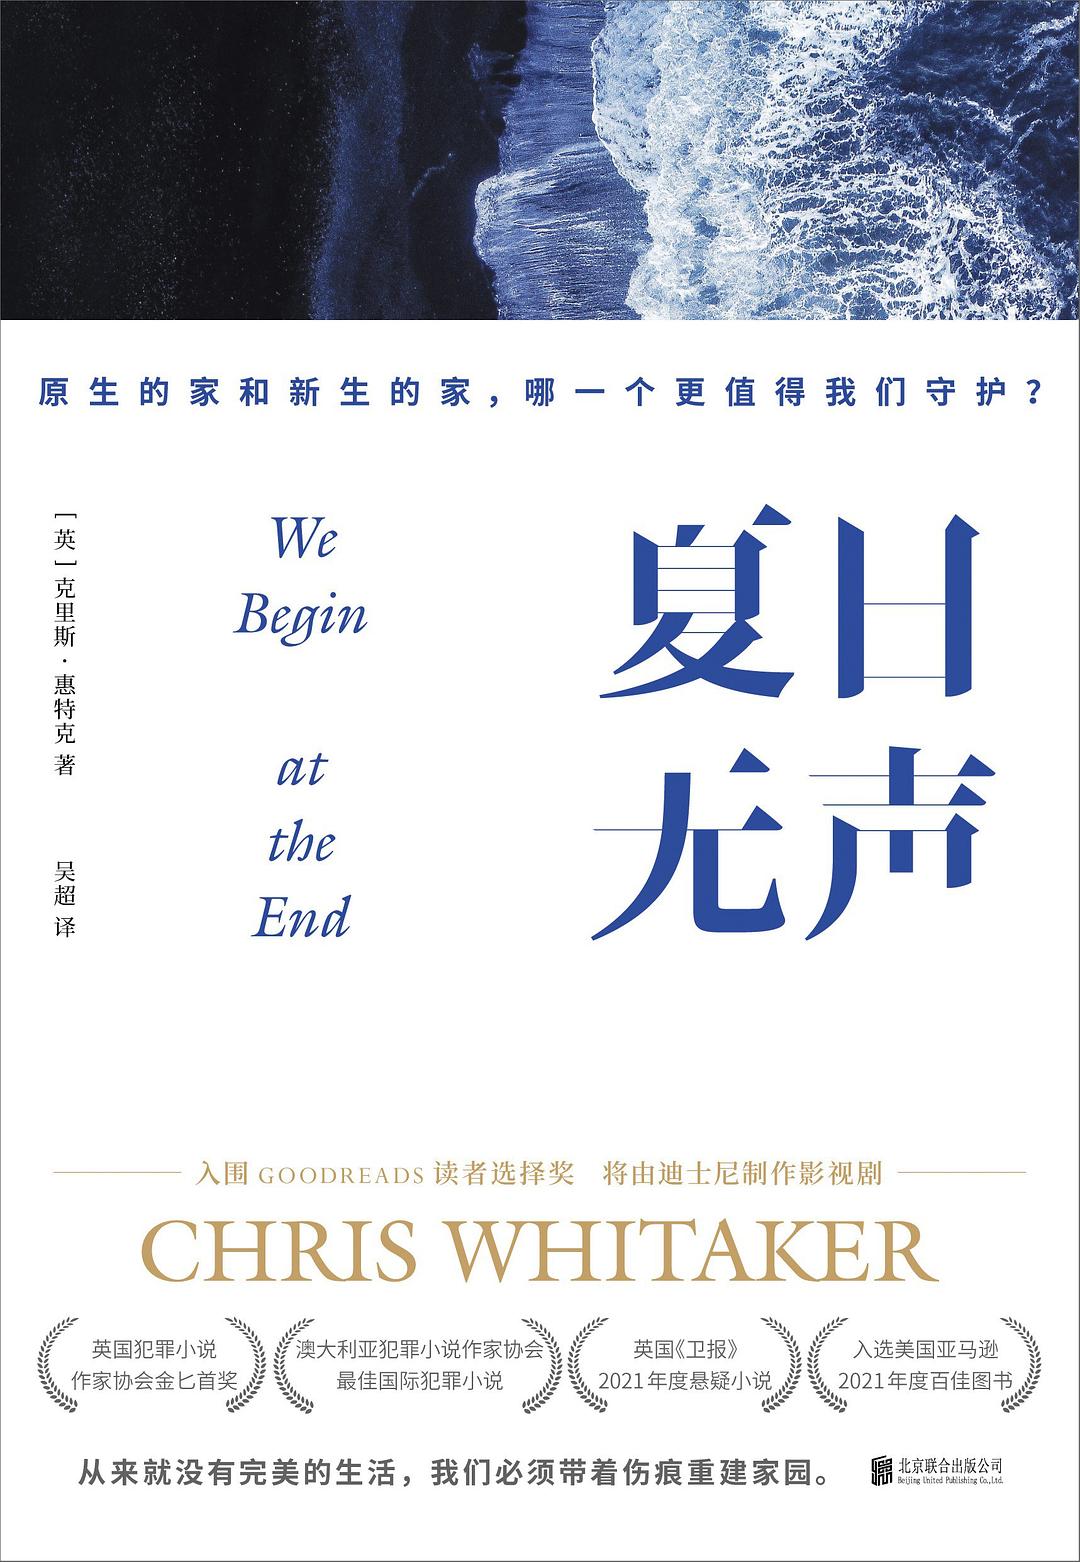 原生的家和新生的家，哪一个更值得我们守护？
夏日
无声
We
Begin
at
the
End
［英］克里斯·惠特克 著
吴超 译
入围 GOODREADS 读者选择奖 将由迪士尼制作影视剧
CHRIS WHITAKER
英国犯罪小说
作家协会金匕首奖
澳大利亚犯罪小说作家协会
最佳国际犯罪小说
英国《卫报》
2021年度悬疑小说
入选美国亚马逊
2021年度百佳图书
从来就没有完美的生活，我们必须带着伤痕重建家园。
北京联合出版公司
Beijing United Publishing Co.,Ltd.